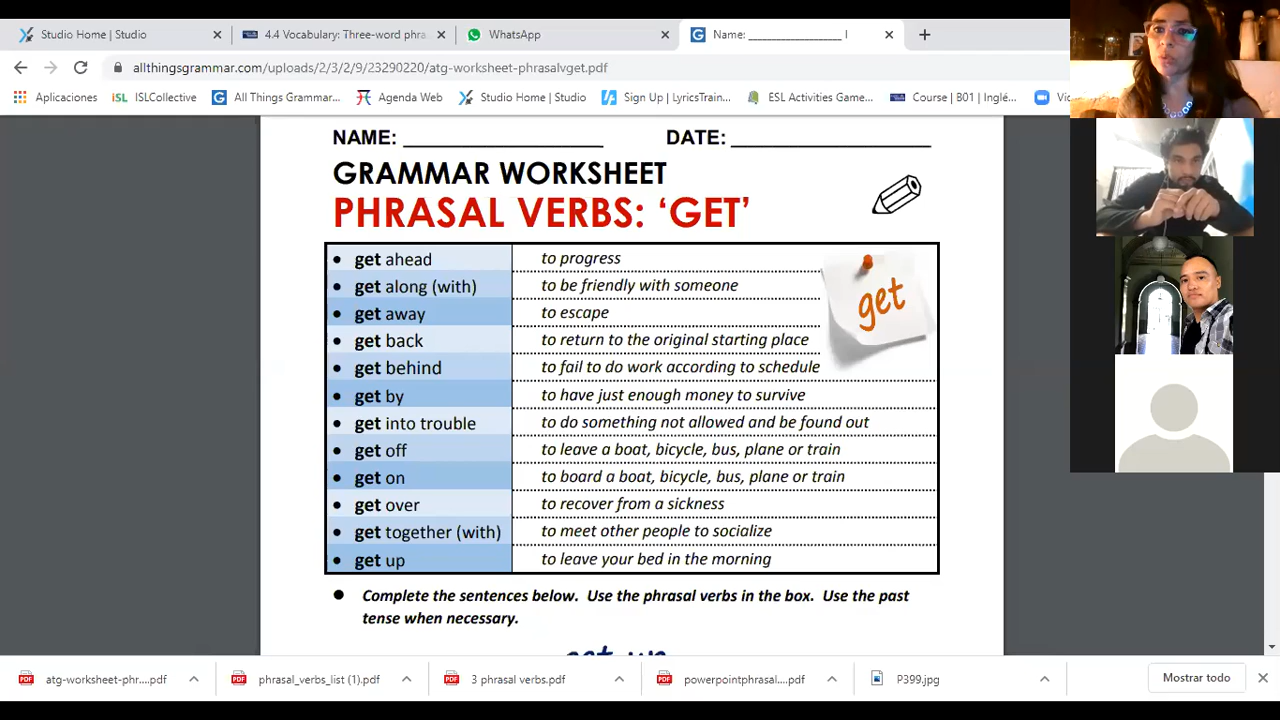 Studio Home | Studio
4.4 Vocabulary: Three-word phra
WhatsApp
Name: ____________________ I
allthingsgrammar.com/uploads/2/3/2/9/23290220/atg-worksheet-phrasalvget.pdf
Aplicaciones
iSL ISLCollective
All Things Grammar...
Agenda Web
Studio Home | Studio
Sign Up | LyricsTrain...
ESL Activities Game...
Course | B01 | Inglé...
NAME: ____________________ DATE: ____________________
GRAMMAR WORKSHEET
PHRASAL VERBS: ‘GET’
• get ahead to progress
• get along (with) to be friendly with someone
• get away to escape
• get back to return to the original starting place
• get behind to fail to do work according to schedule
• get by to have just enough money to survive
• get into trouble to do something not allowed and be found out
• get off to leave a boat, bicycle, bus, plane or train
• get on to board a boat, bicycle, bus, plane or train
• get over to recover from a sickness
• get together (with) to meet other people to socialize
• get up to leave your bed in the morning
get
● Complete the sentences below. Use the phrasal verbs in the box. Use the past
tense when necessary.
atg-worksheet-phr....pdf
phrasal_verbs_list (1).pdf
3 phrasal verbs.pdf
powerpointphrasal....pdf
P399.jpg
Mostrar todo